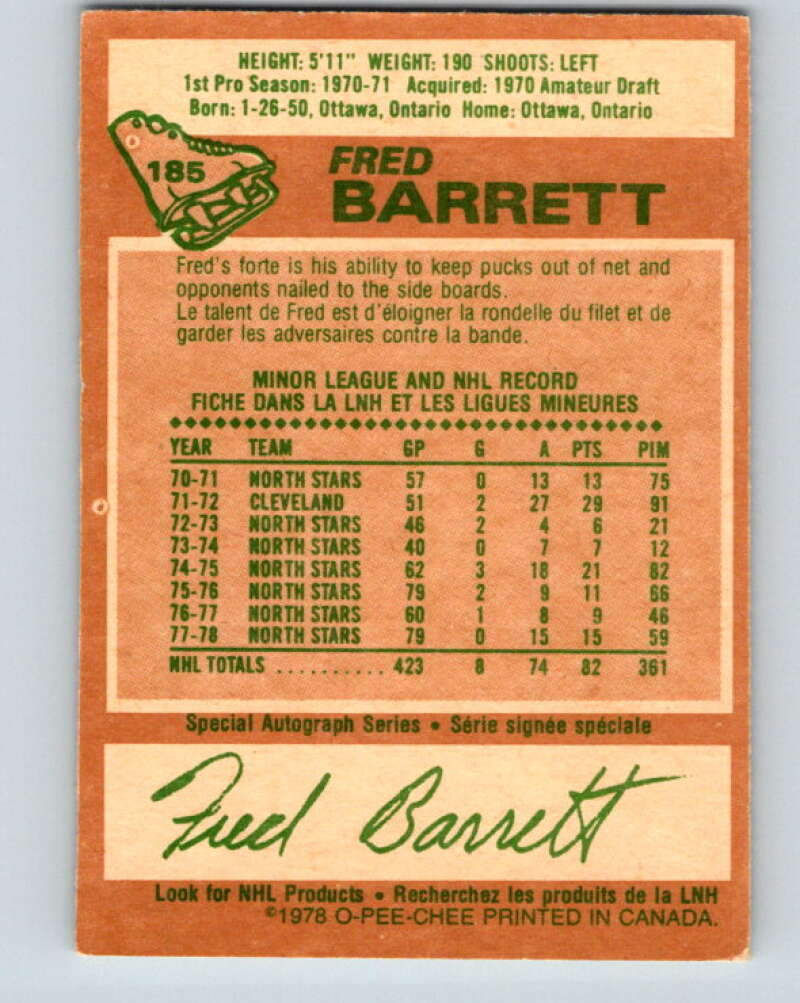 HEIGHT: 5'11" WEIGHT: 190 SHOOTS: LEFT
1st Pro Season: 1970-71 Acquired: 1970 Amateur Draft
Born: 1-26-50, Ottawa, Ontario Home: Ottawa, Ontario
185
FRED
BARRETT
Fred's forte is his ability to keep pucks out of net and
opponents nailed to the side boards.
Le talent de Fred est d'éloigner la rondelle du filet et de
garder les adversaires contre la bande.
MINOR LEAGUE AND NHL RECORD
FICHE DANS LA LNH ET LES LIGUES MINEURES
YEAR TEAM GP G A PTS PIM
70-71 NORTH STARS 57 0 13 13 75
71-72 CLEVELAND 51 2 27 29 91
72-73 NORTH STARS 46 2 4 6 21
73-74 NORTH STARS 40 0 7 7 12
74-75 NORTH STARS 62 3 18 21 82
75-76 NORTH STARS 79 2 9 11 66
76-77 NORTH STARS 60 1 8 9 46
77-78 NORTH STARS 79 0 15 15 59
NHL TOTALS .......... 423 8 74 82 361
Special Autograph Series • Série signée spéciale
Fred Barrett
Look for NHL Products • Recherchez les produits de la LNH
©1978 O-PEE-CHEE PRINTED IN CANADA.